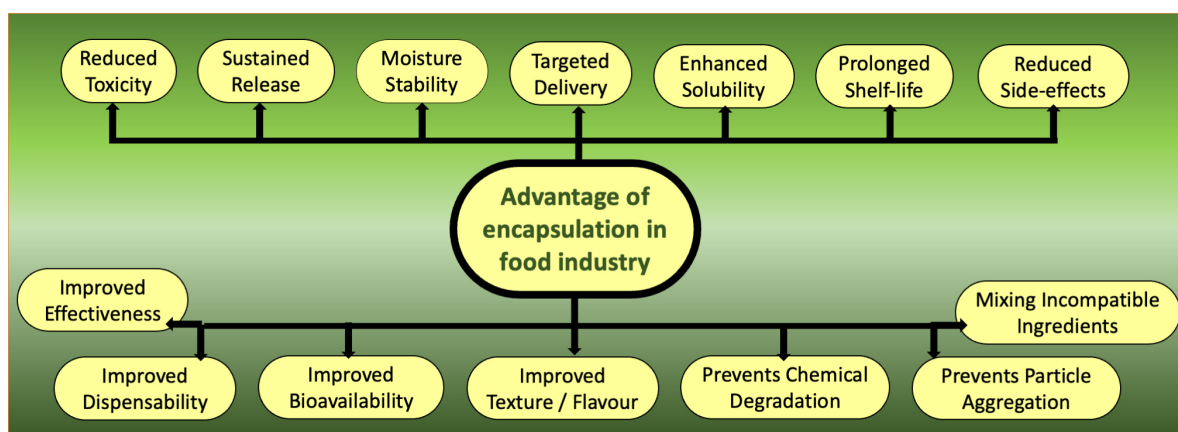 Reduced
Toxicity
Sustained
Release
Moisture
Stability
Targeted
Delivery
Enhanced
Solubility
Prolonged
Shelf-life
Reduced
Side-effects
Advantage of
encapsulation in
food industry
Improved
Effectiveness
Mixing Incompatible
Ingredients
Improved
Dispensability
Improved
Bioavailability
Improved
Texture / Flavour
Prevents Chemical
Degradation
Prevents Particle
Aggregation